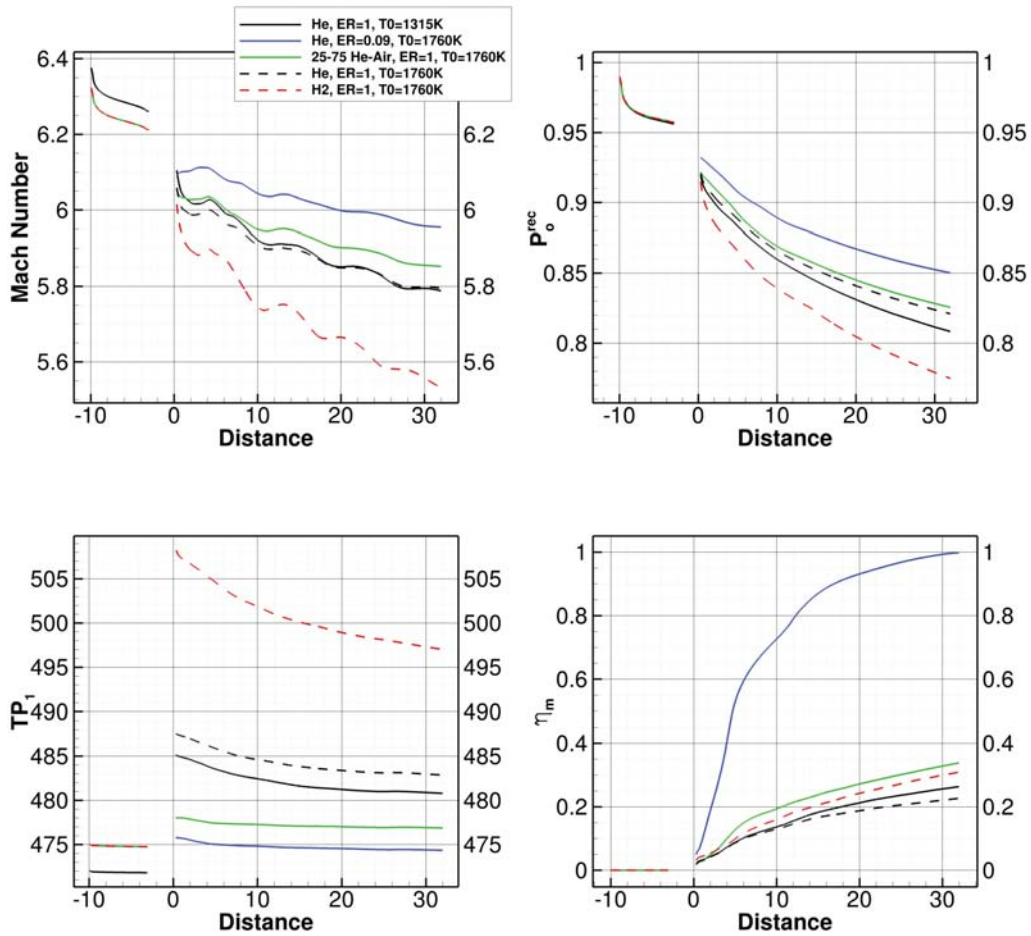 He, ER=1, T0=1315K
He, ER=0.09, T0=1760K
25-75 He-Air, ER=1, T0=1760K
He, ER=1, T0=1760K
H2, ER=1, T0=1760K
Mach Number
6.4
6.2
6
5.8
5.6
6.2
6
5.8
5.6
-10 0 10 20 30
Distance
P_o^rec
1
0.95
0.9
0.85
0.8
1
0.95
0.9
0.85
0.8
-10 0 10 20 30
Distance
TP_1
505
500
495
490
485
480
475
505
500
495
490
485
480
475
-10 0 10 20 30
Distance
η_m
1
0.8
0.6
0.4
0.2
0
1
0.8
0.6
0.4
0.2
0
-10 0 10 20 30
Distance